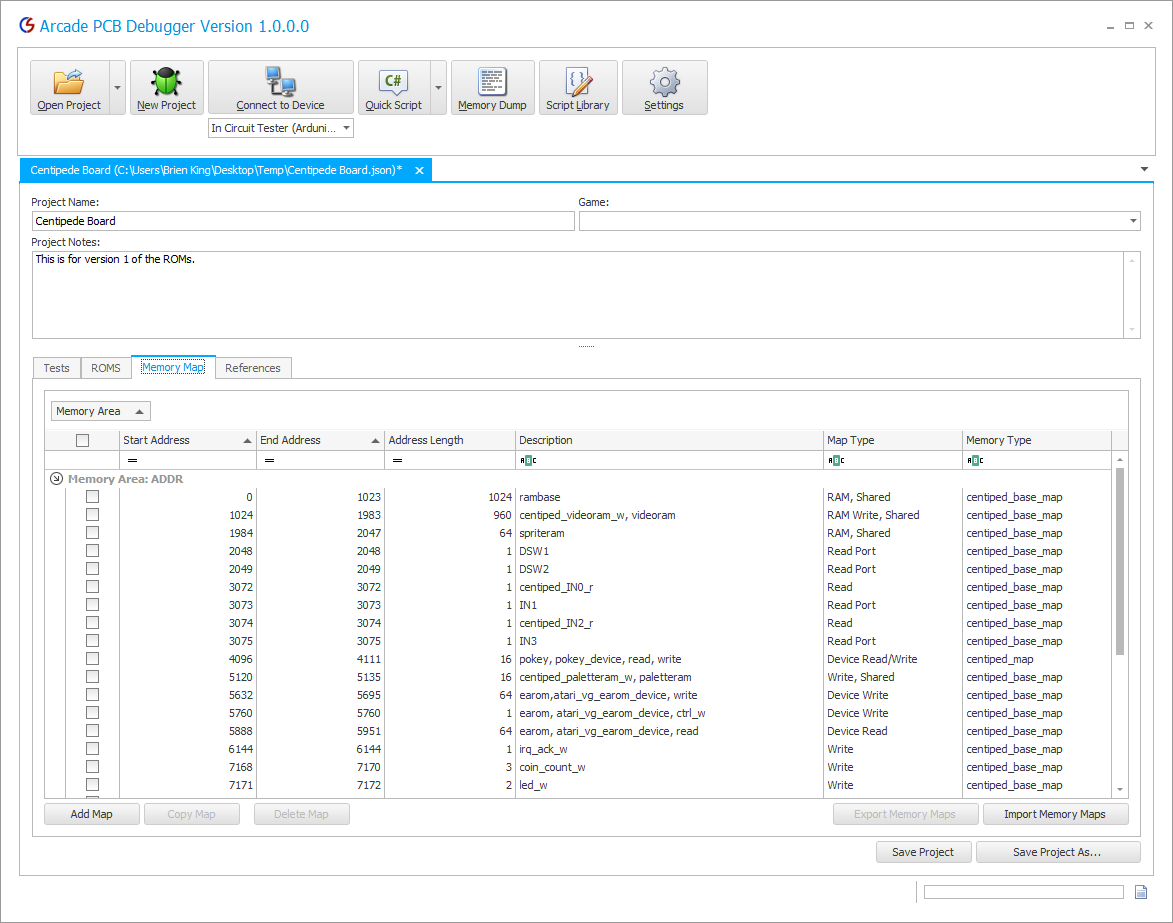 Arcade PCB Debugger Version 1.0.0.0
Open Project New Project Connect to Device Quick Script Memory Dump Script Library Settings
C#
In Circuit Tester (Arduni...
Centipede Board (C:\Users\Brien King\Desktop\Temp\Centipede Board.json)*
Project Name: Game:
Centipede Board
Project Notes:
This is for version 1 of the ROMs.
Tests ROMS Memory Map References
Memory Area
Start Address End Address Address Length Description Map Type Memory Type
= = = ABC ABC ABC
Memory Area: ADDR
0 1023 1024 rambase RAM, Shared centiped_base_map
1024 1983 960 centiped_videoram_w, videoram RAM Write, Shared centiped_base_map
1984 2047 64 spriteram RAM, Shared centiped_base_map
2048 2048 1 DSW1 Read Port centiped_base_map
2049 2049 1 DSW2 Read Port centiped_base_map
3072 3072 1 centiped_IN0_r Read centiped_base_map
3073 3073 1 IN1 Read Port centiped_base_map
3074 3074 1 centiped_IN2_r Read centiped_base_map
3075 3075 1 IN3 Read Port centiped_base_map
4096 4111 16 pokey, pokey_device, read, write Device Read/Write centiped_map
5120 5135 16 centiped_paletteram_w, paletteram Write, Shared centiped_base_map
5632 5695 64 earom,atari_vg_earom_device, write Device Write centiped_base_map
5760 5760 1 earom, atari_vg_earom_device, ctrl_w Device Write centiped_base_map
5888 5951 64 earom, atari_vg_earom_device, read Device Read centiped_base_map
6144 6144 1 irq_ack_w Write centiped_base_map
7168 7170 3 coin_count_w Write centiped_base_map
7171 7172 2 led_w Write centiped_base_map
Add Map Copy Map Delete Map Export Memory Maps Import Memory Maps
Save Project Save Project As...